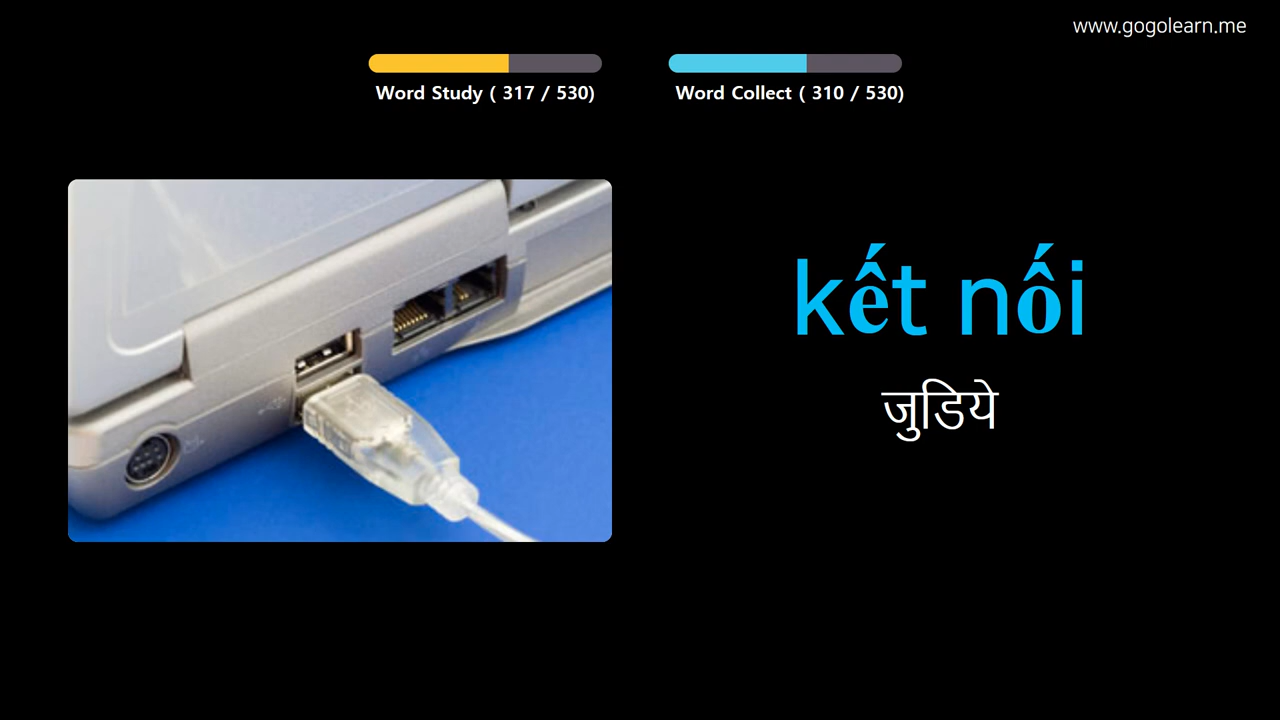 www.gogolearn.me
Word Study ( 317 / 530)
Word Collect ( 310 / 530)
kết nối
जुडिये